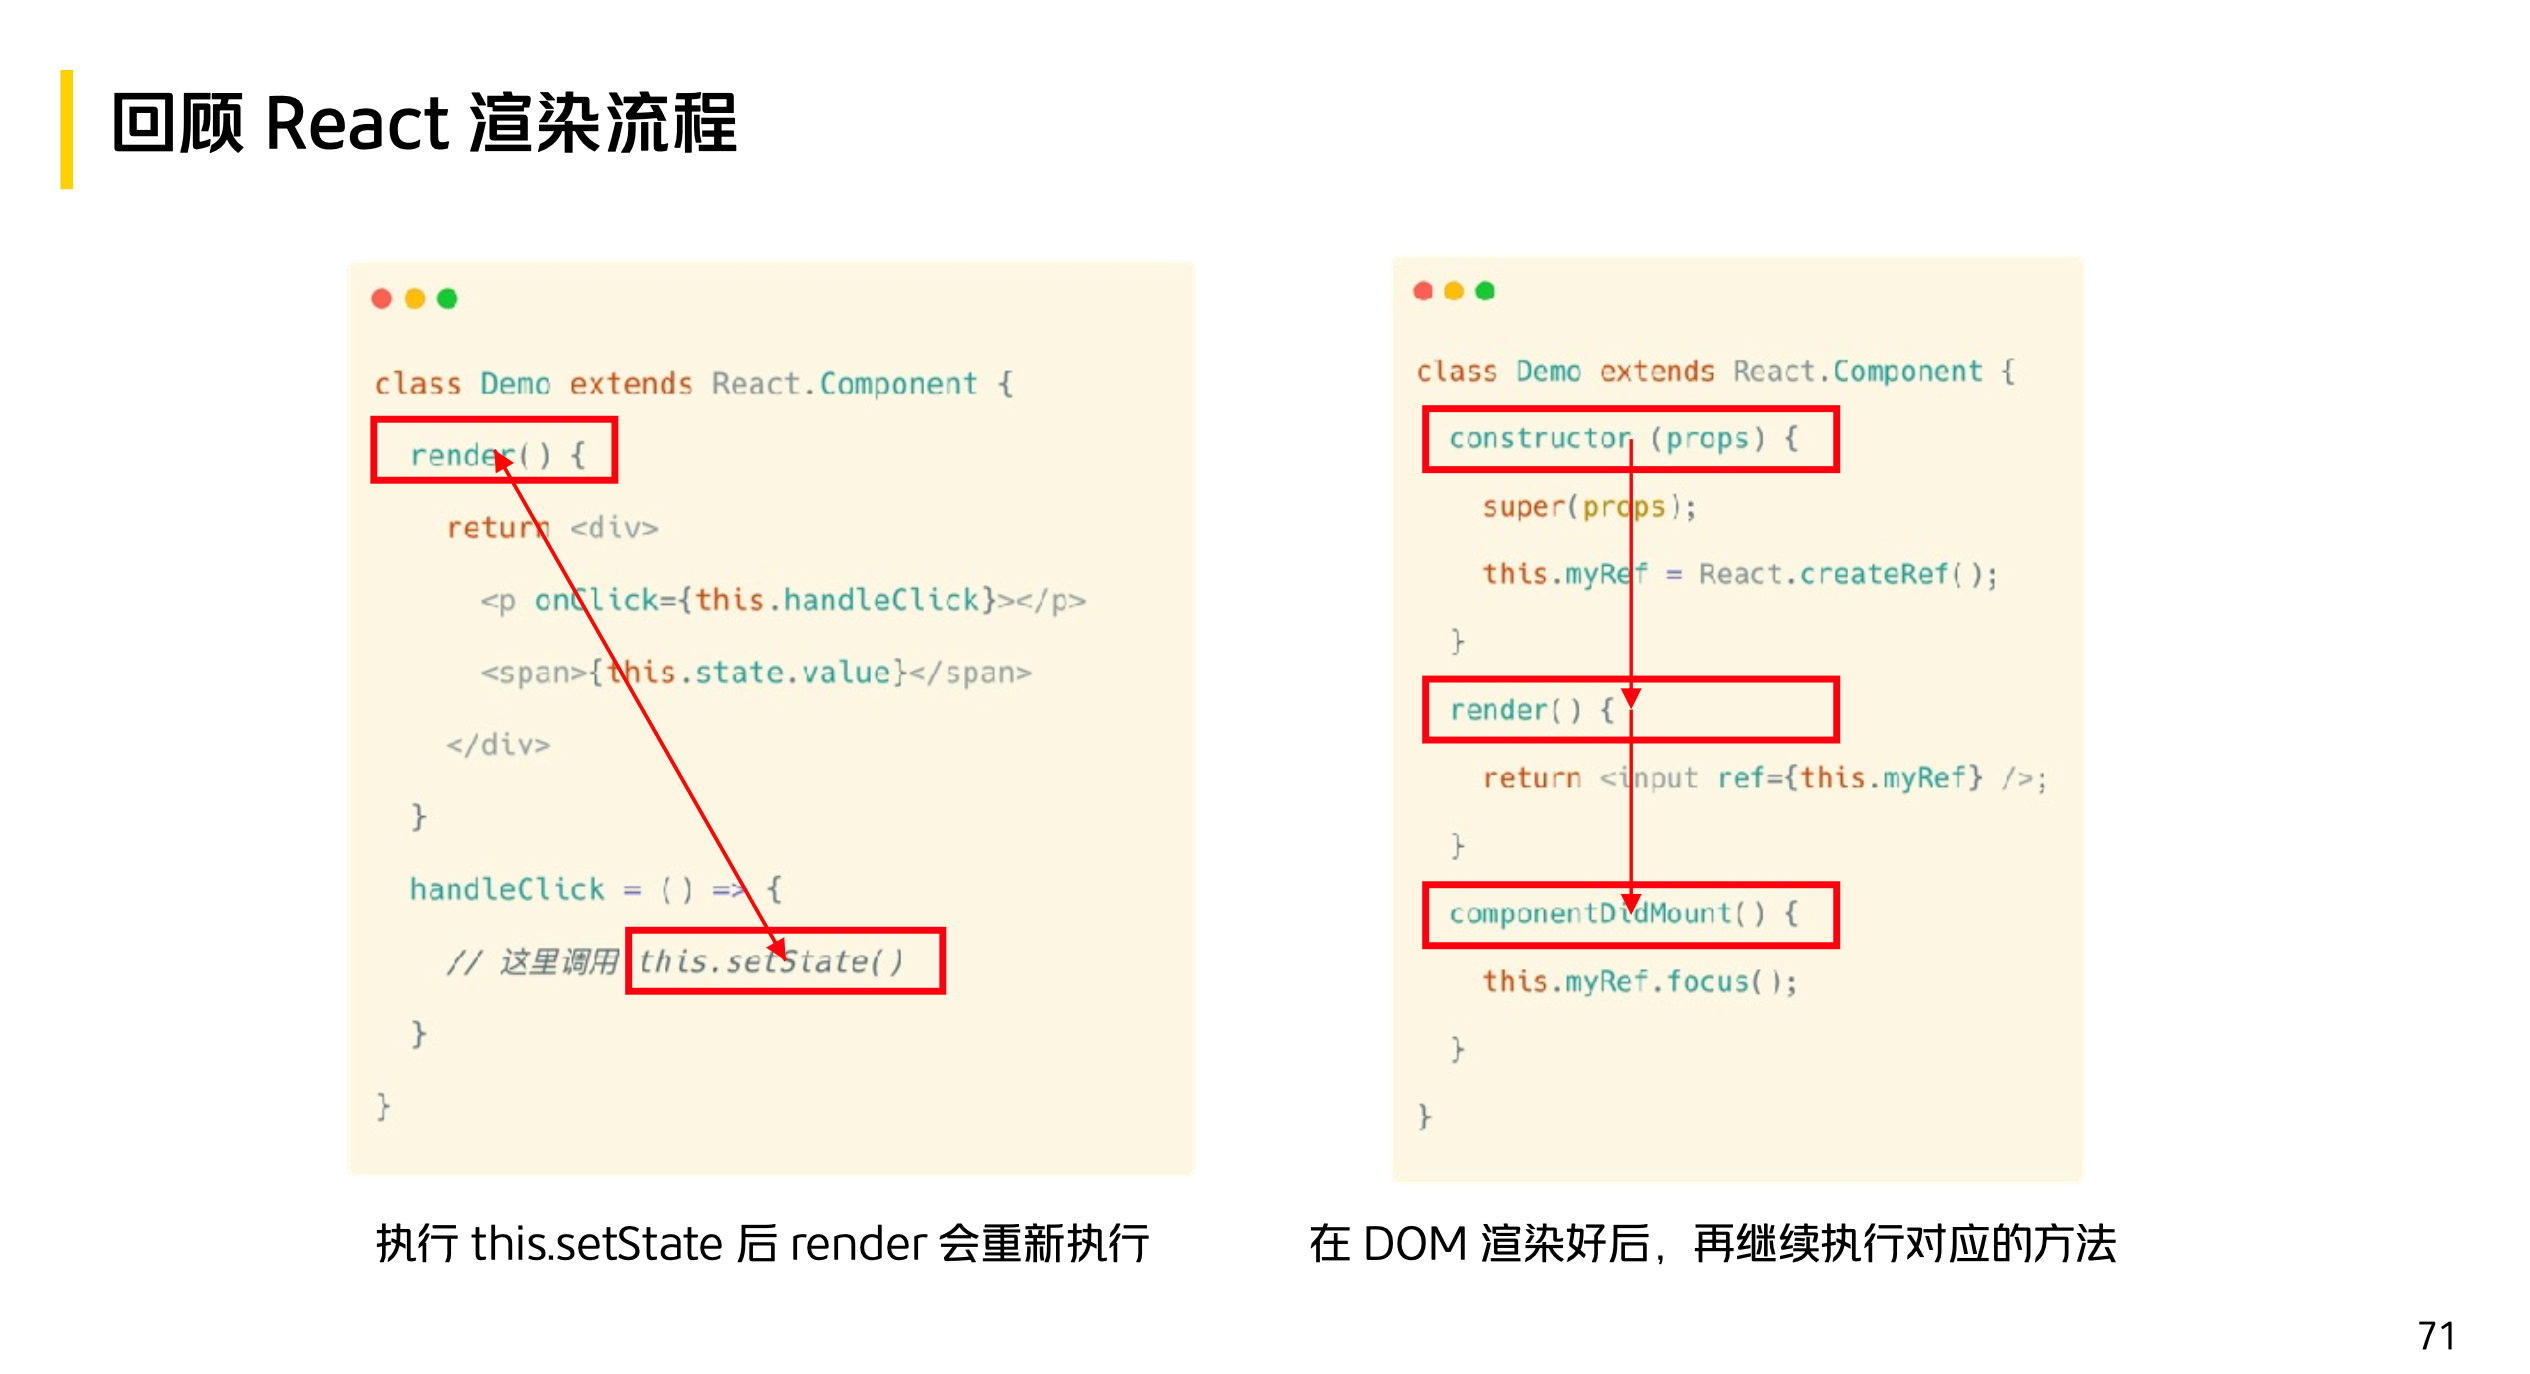 回顾 React 渲染流程
class Demo extends React.Component {
render() {
return <div>
<p onClick={this.handleClick}></p>
<span>{this.state.value}</span>
</div>
}
handleClick = () => {
// 这里调用 this.setState()
}
}
执行 this.setState 后 render 会重新执行
class Demo extends React.Component {
constructor (props) {
super(props);
this.myRef = React.createRef();
}
render() {
return <input ref={this.myRef} />;
}
componentDidMount() {
this.myRef.focus();
}
}
在 DOM 渲染好后，再继续执行对应的方法
71